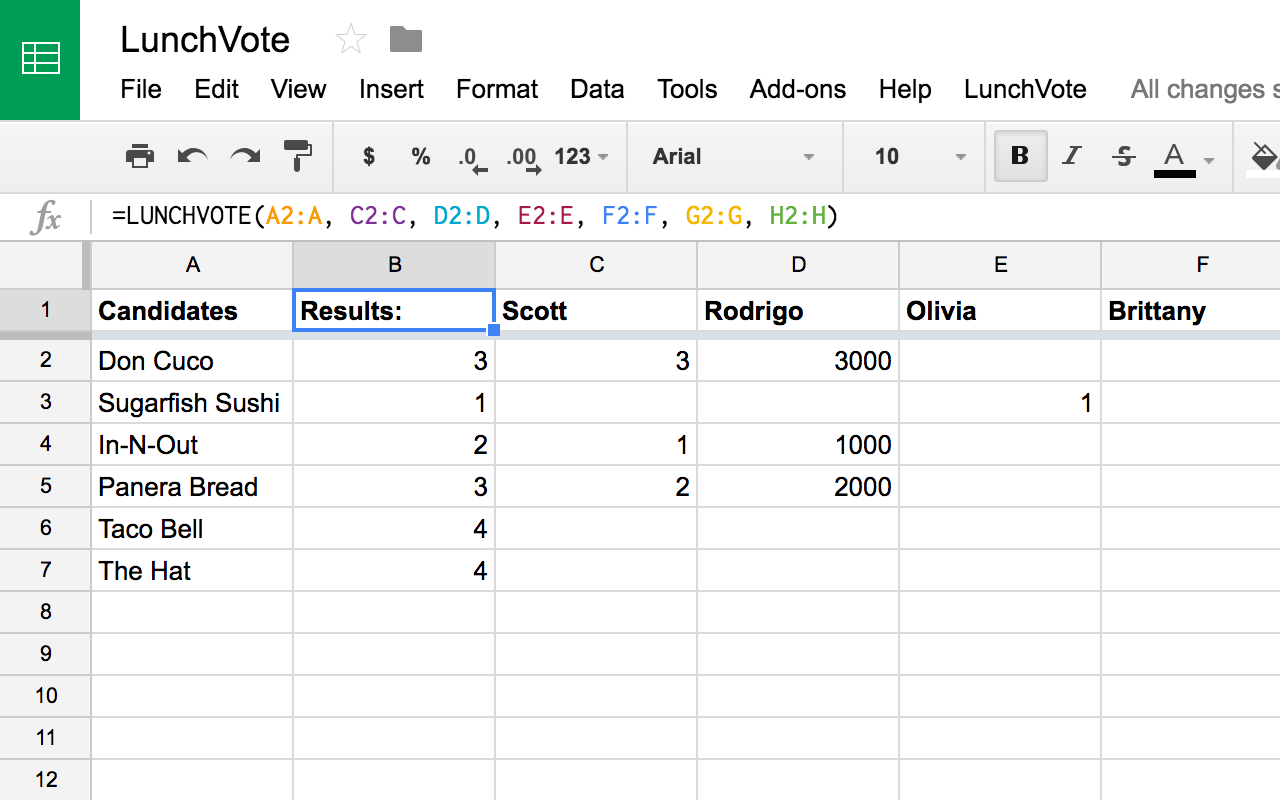 LunchVote
File Edit View Insert Format Data Tools Add-ons Help LunchVote All changes s
$ % .0 .00 123 Arial 10 B I S A
fx =LUNCHVOTE(A2:A, C2:C, D2:D, E2:E, F2:F, G2:G, H2:H)
A B C D E F
1 Candidates Results: Scott Rodrigo Olivia Brittany
2 Don Cuco 3 3 3000
3 Sugarfish Sushi 1 1
4 In-N-Out 2 1 1000
5 Panera Bread 3 2 2000
6 Taco Bell 4
7 The Hat 4
8
9
10
11
12